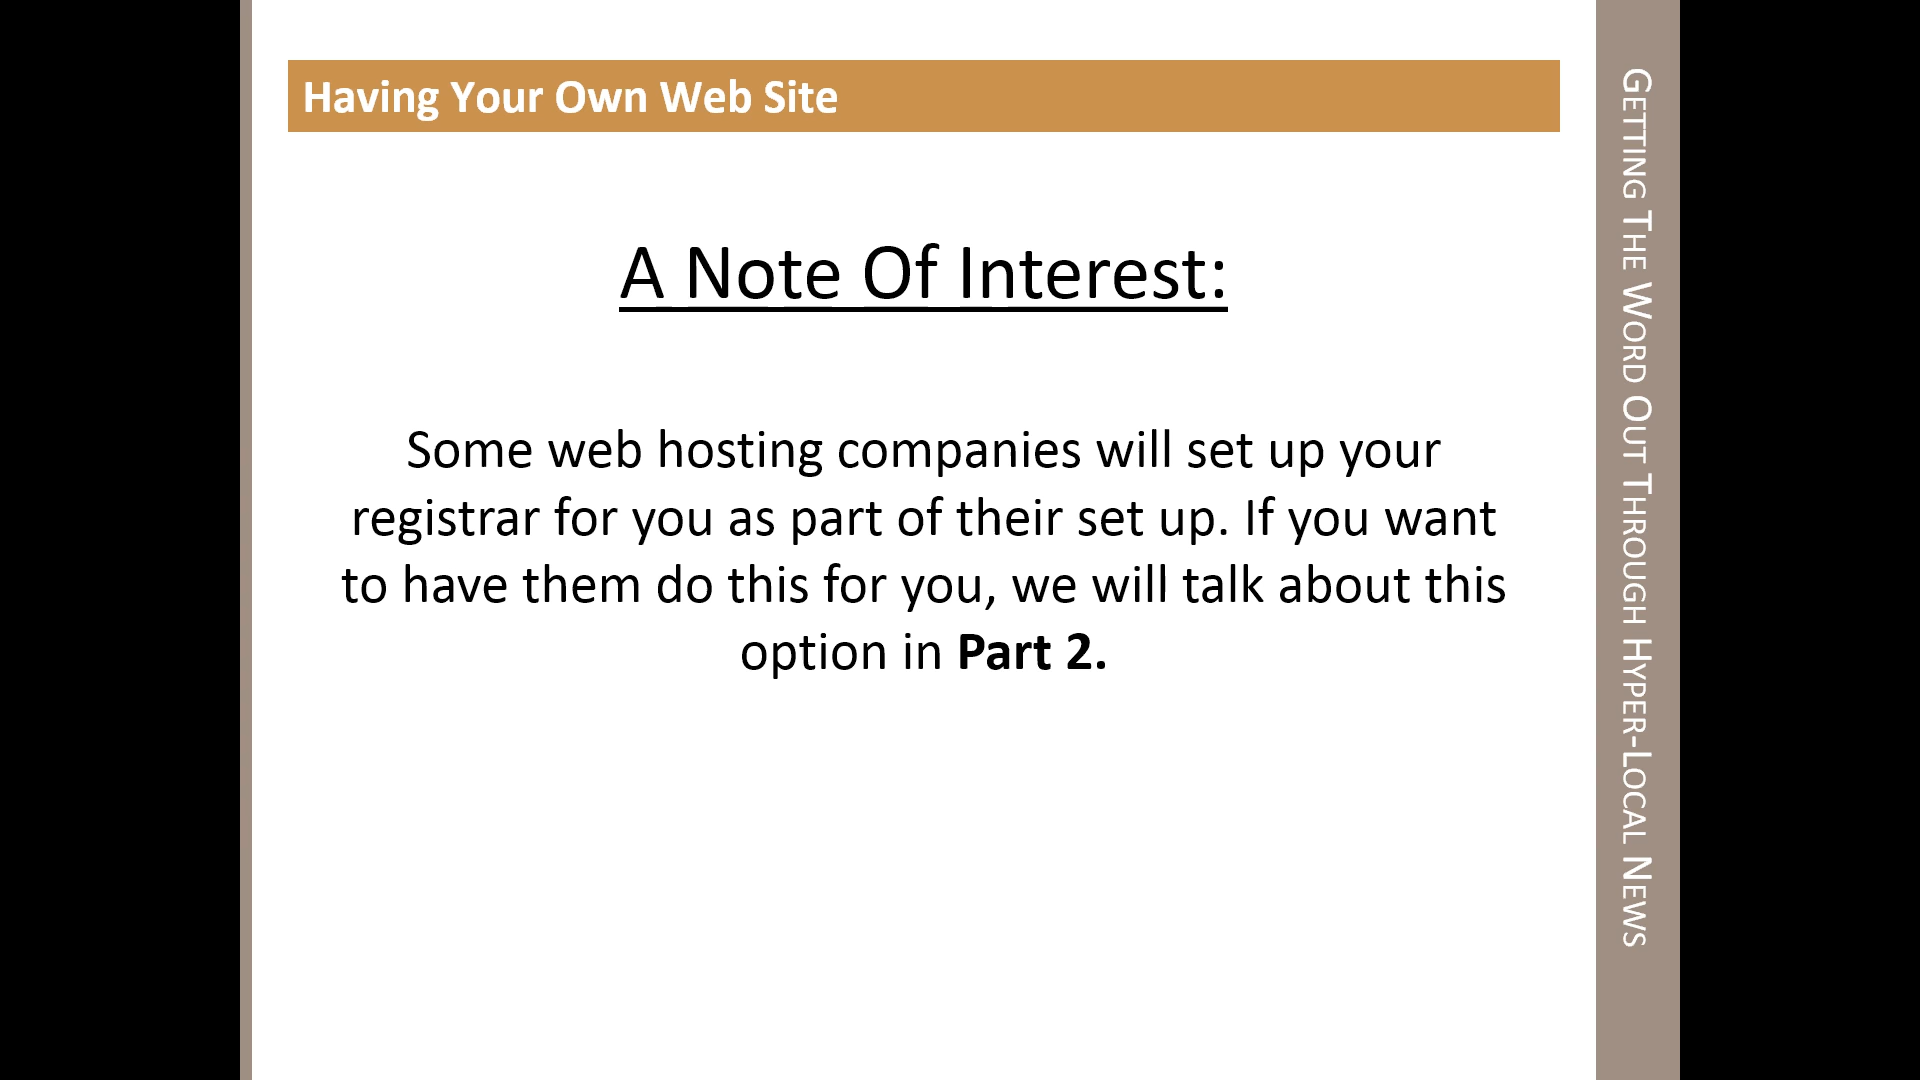 Having Your Own Web Site
A Note Of Interest:
Some web hosting companies will set up your
registrar for you as part of their set up. If you want
to have them do this for you, we will talk about this
option in Part 2.
Getting The Word Out Through Hyper-Local News